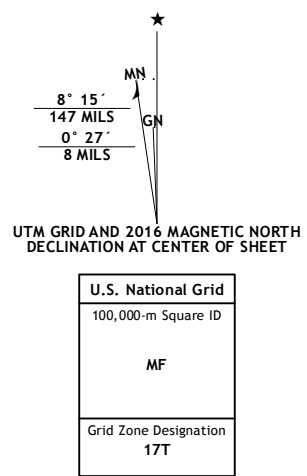 ★
MN
8° 15´
147 MILS
GN
0° 27´
8 MILS
UTM GRID AND 2016 MAGNETIC NORTH
DECLINATION AT CENTER OF SHEET
U.S. National Grid
100,000-m Square ID
MF
Grid Zone Designation
17T